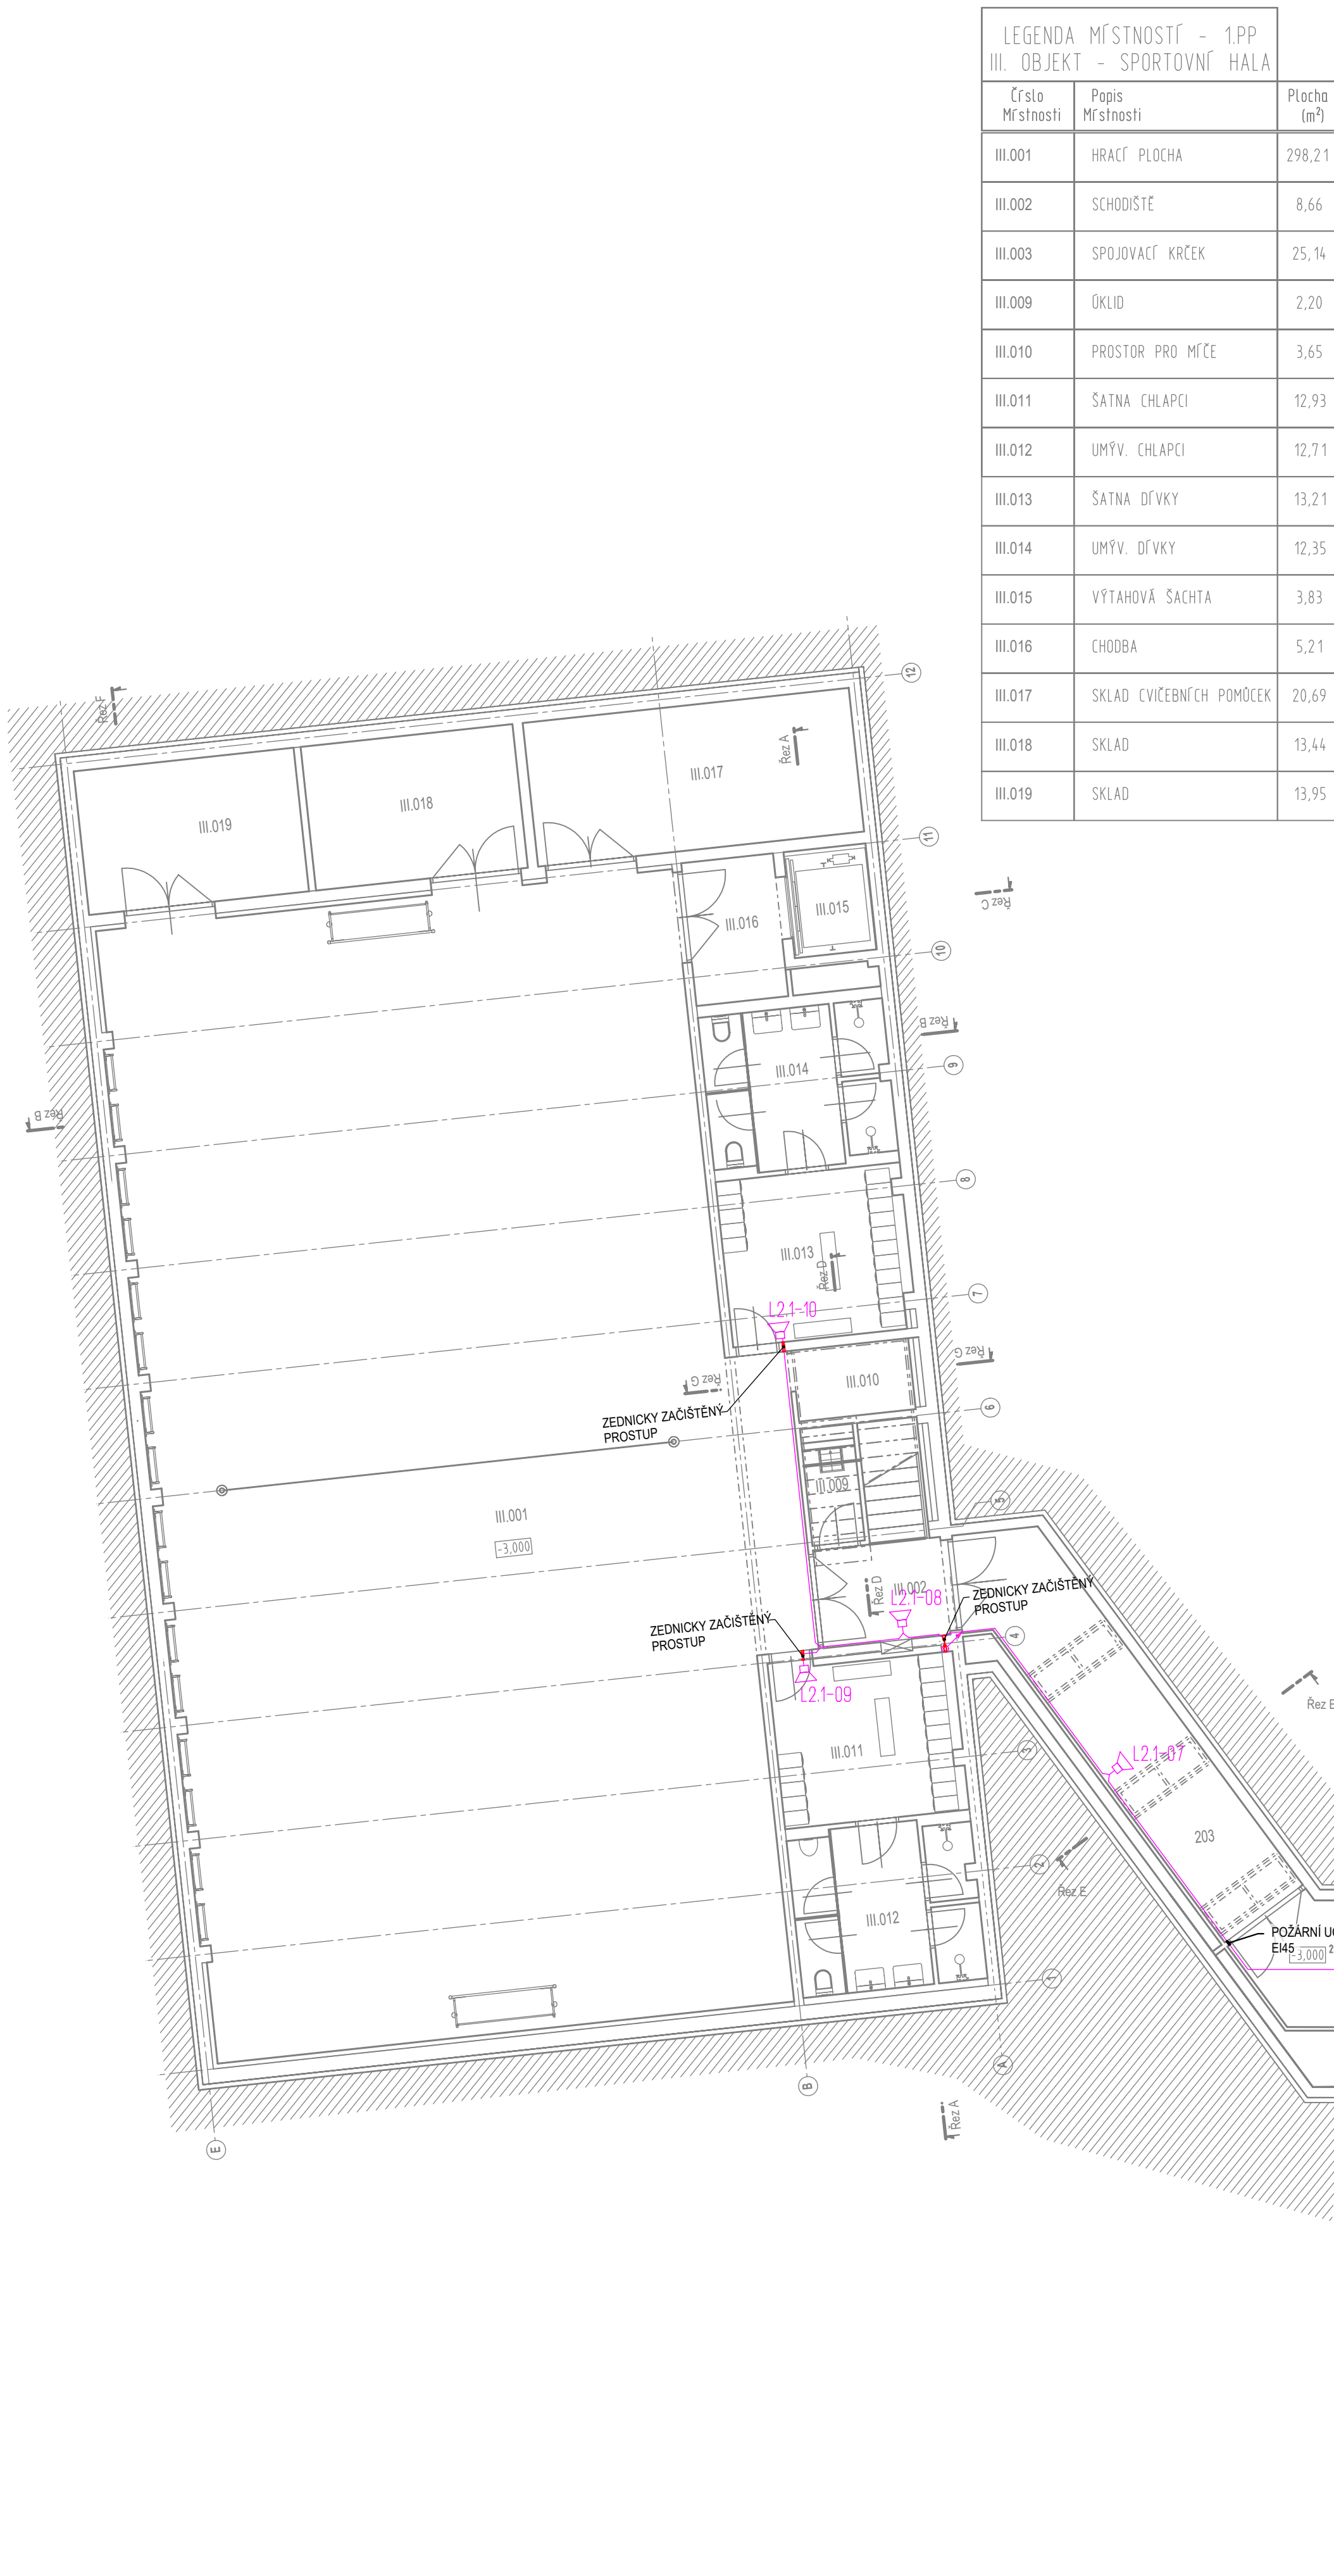 LEGENDA MÍSTNOSTÍ - 1.PP
III. OBJEKT - SPORTOVNÍ HALA
Číslo Místnosti Popis Místnosti Plocha (m²)
III.001 HRACÍ PLOCHA 298,21
III.002 SCHODIŠTĚ 8,66
III.003 SPOJOVACÍ KRČEK 25,14
III.009 ÚKLID 2,20
III.010 PROSTOR PRO MÍČE 3,65
III.011 ŠATNA CHLAPCI 12,93
III.012 UMÝV. CHLAPCI 12,71
III.013 ŠATNA DÍVKY 13,21
III.014 UMÝV. DÍVKY 12,35
III.015 VÝTAHOVÁ ŠACHTA 3,83
III.016 CHODBA 5,21
III.017 SKLAD CVIČEBNÍCH POMŮCEK 20,69
III.018 SKLAD 13,44
III.019 SKLAD 13,95
12
Řez F
Řez A
III.017
III.018
III.019
11
Řez C
III.015
III.016
10
Řez B
9
III.014
Řez B
8
III.013
Řez D
7
L2.1-10
Řez G
Řez G
III.010
6
ZEDNICKY ZAČIŠTĚNÝ
PROSTUP
III.009
5
III.001
-3,000
III.002
Řez D
L2.1-08
ZEDNICKY ZAČIŠTĚNÝ
PROSTUP
ZEDNICKY ZAČIŠTĚNÝ
PROSTUP
4
L2.1-09
Řez E
III.011
3
L2.1-07
203
2
Řez E
III.012
POŽÁRNÍ UC
EI45
-3,000
2
1
A
B
Řez A
E